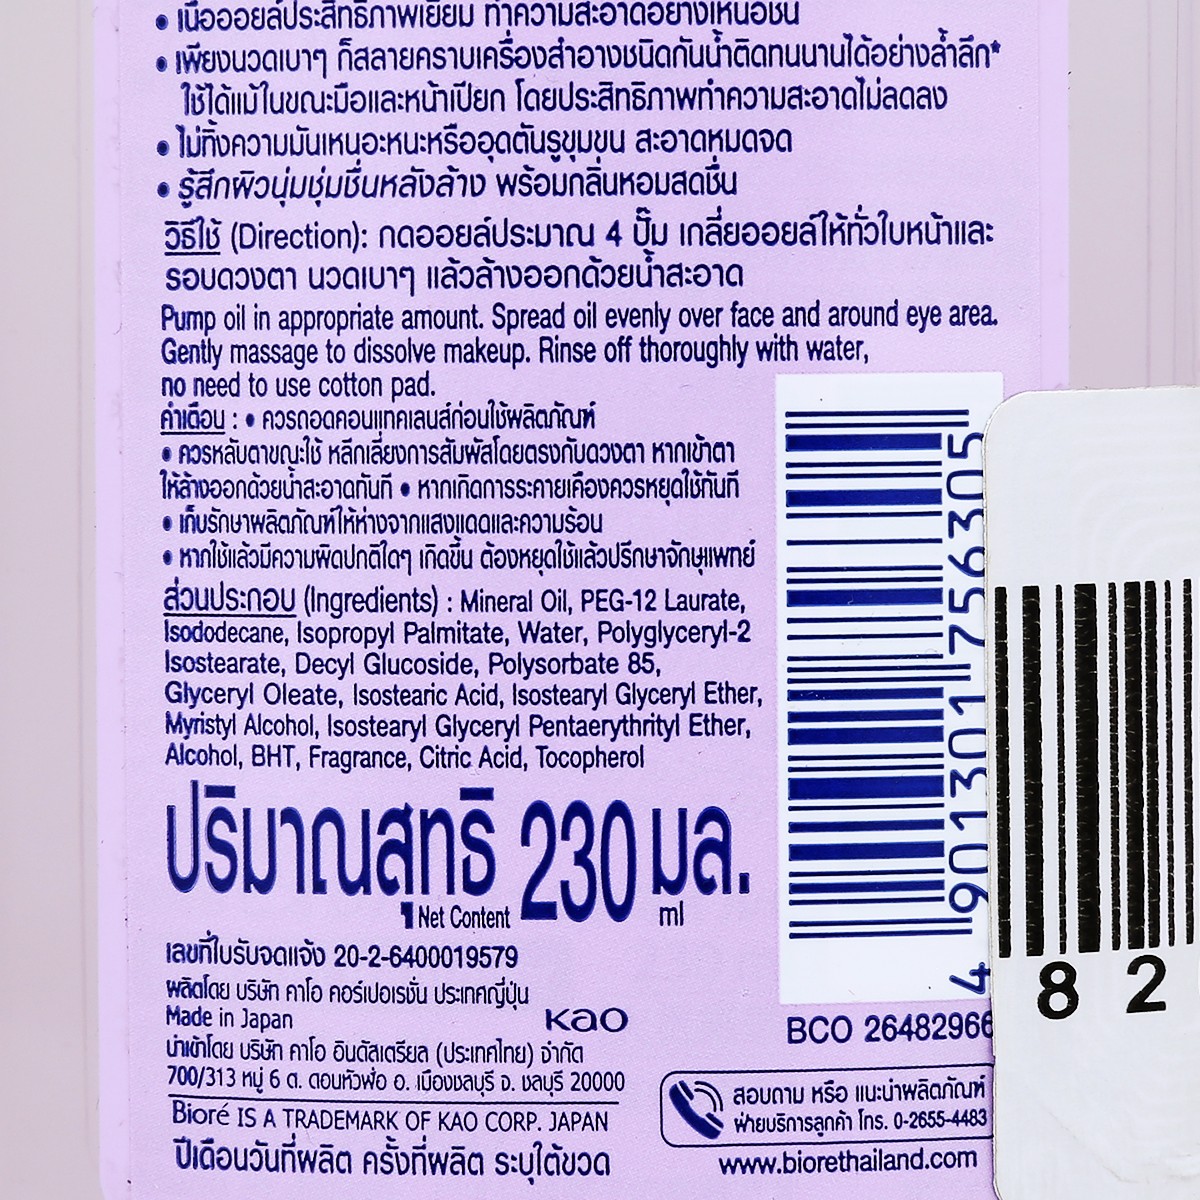 • เนื้อออยล์ประสิทธิภาพเยี่ยม ทำความสะอาดอย่างเหนือชั้น
• เพียงนวดเบาๆ ก็สลายคราบเครื่องสำอางชนิดกันน้ำติดทนนานได้อย่างล้ำลึก*
ใช้ได้แม้ในขณะมือและหน้าเปียก โดยประสิทธิภาพทำความสะอาดไม่ลดลง
• ไม่ทิ้งความมันเหนอะหนะหรืออุดตันรูขุมขน สะอาดหมดจด
• รู้สึกผิวนุ่มชุ่มชื่นหลังล้าง พร้อมกลิ่นหอมสดชื่น
วิธีใช้ (Direction): กดออยล์ประมาณ 4 ปั๊ม เกลี่ยออยล์ให้ทั่วใบหน้าและ
รอบดวงตา นวดเบาๆ แล้วล้างออกด้วยน้ำสะอาด
Pump oil in appropriate amount. Spread oil evenly over face and around eye area.
Gently massage to dissolve makeup. Rinse off thoroughly with water,
no need to use cotton pad.
คำเตือน : • ควรถอดคอนแทคเลนส์ก่อนใช้ผลิตภัณฑ์
• ควรหลับตาขณะใช้ หลีกเลี่ยงการสัมผัสโดยตรงกับดวงตา หากเข้าตา
ให้ล้างออกด้วยน้ำสะอาดทันที • หากเกิดการระคายเคืองควรหยุดใช้ทันที
• เก็บรักษาผลิตภัณฑ์ให้ห่างจากแสงแดดและความร้อน
• หากใช้แล้วมีความผิดปกติใดๆ เกิดขึ้น ต้องหยุดใช้แล้วปรึกษาจักษุแพทย์
ส่วนประกอบ (Ingredients) : Mineral Oil, PEG-12 Laurate,
Isododecane, Isopropyl Palmitate, Water, Polyglyceryl-2
Isostearate, Decyl Glucoside, Polysorbate 85,
Glyceryl Oleate, Isostearic Acid, Isostearyl Glyceryl Ether,
Myristyl Alcohol, Isostearyl Glyceryl Pentaerythrityl Ether,
Alcohol, BHT, Fragrance, Citric Acid, Tocopherol
ปริมาณสุทธิ 230 มล.
Net Content ml
เลขที่ใบรับจดแจ้ง 20-2-6400019579
ผลิตโดย บริษัท คาโอ คอร์เปอเรชั่น ประเทศญี่ปุ่น
Made in Japan
Kao
นำเข้าโดย บริษัท คาโอ อินดัสเตรียล (ประเทศไทย) จำกัด
700/313 หมู่ 6 ต. ดอนหัวฬ่อ อ. เมืองชลบุรี จ. ชลบุรี 20000
Bioré IS A TRADEMARK OF KAO CORP. JAPAN
ปีเดือนวันที่ผลิต ครั้งที่ผลิต ระบุใต้ขวด
4 901301 756305
BCO 26482966
สอบถาม หรือ แนะนำผลิตภัณฑ์
ฝ่ายบริการลูกค้า โทร. 0-2655-4483
www.biorethailand.com
8 2